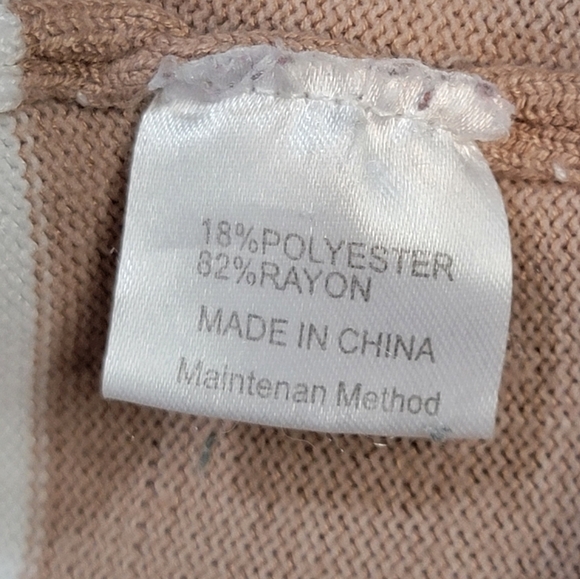 18%POLYESTER
82%RAYON
MADE IN CHINA
Maintenan Method